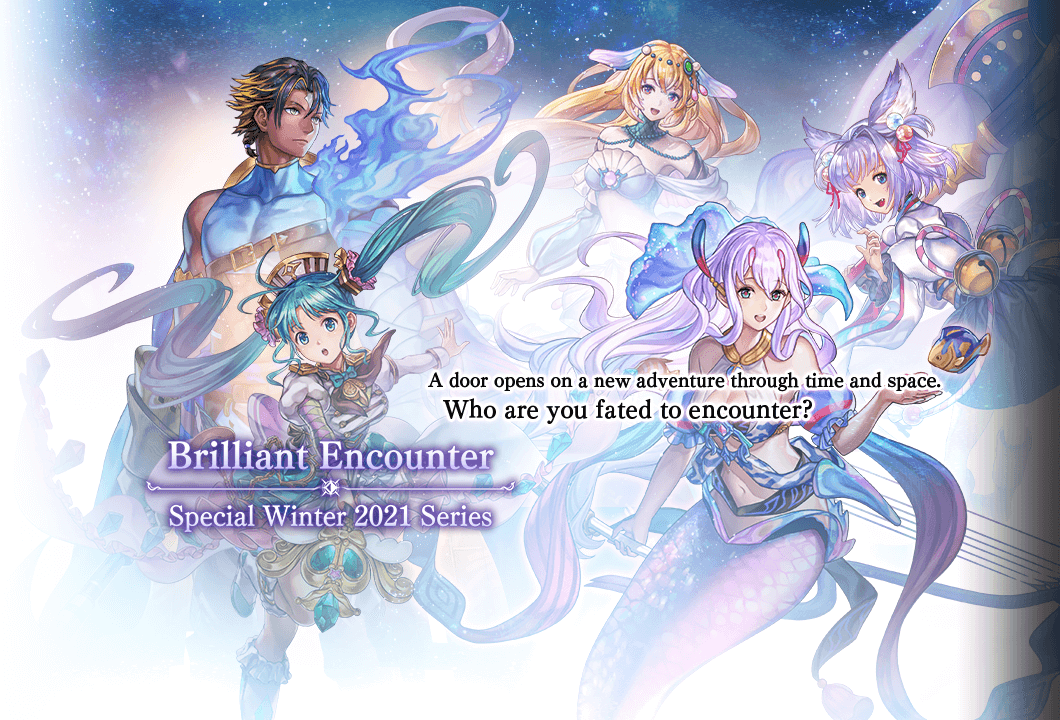 A door opens on a new adventure through time and space.
Who are you fated to encounter?
Brilliant Encounter
Special Winter 2021 Series